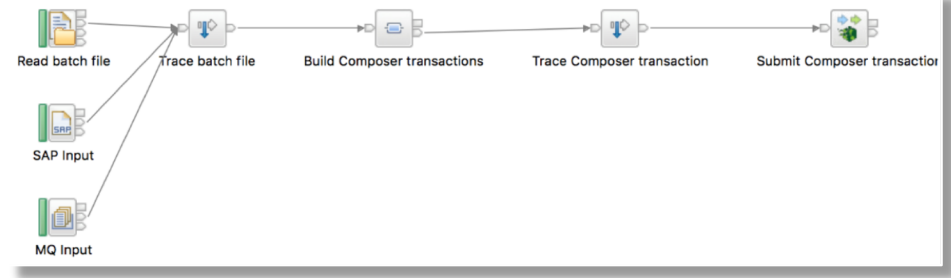 Read batch file
Trace batch file
Build Composer transactions
Trace Composer transaction
Submit Composer transaction
SAP
SAP Input
MQ Input